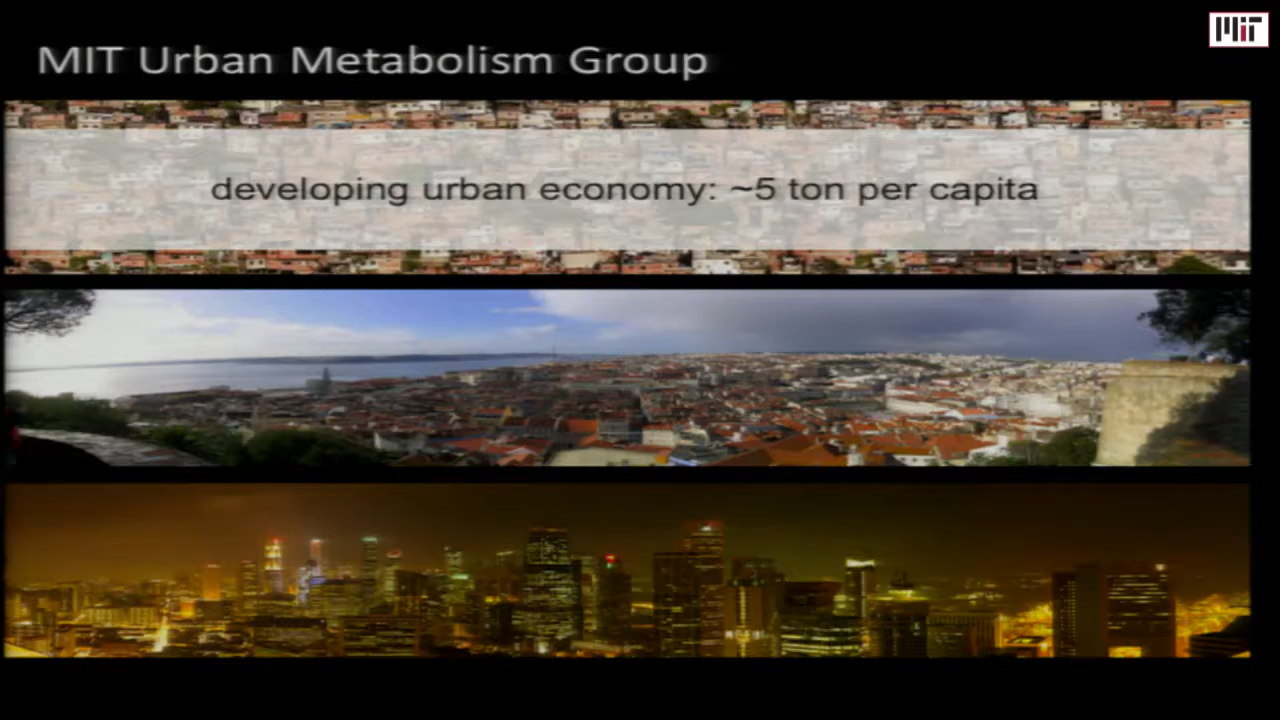 MIT Urban Metabolism Group
MIT
developing urban economy: ~5 ton per capita